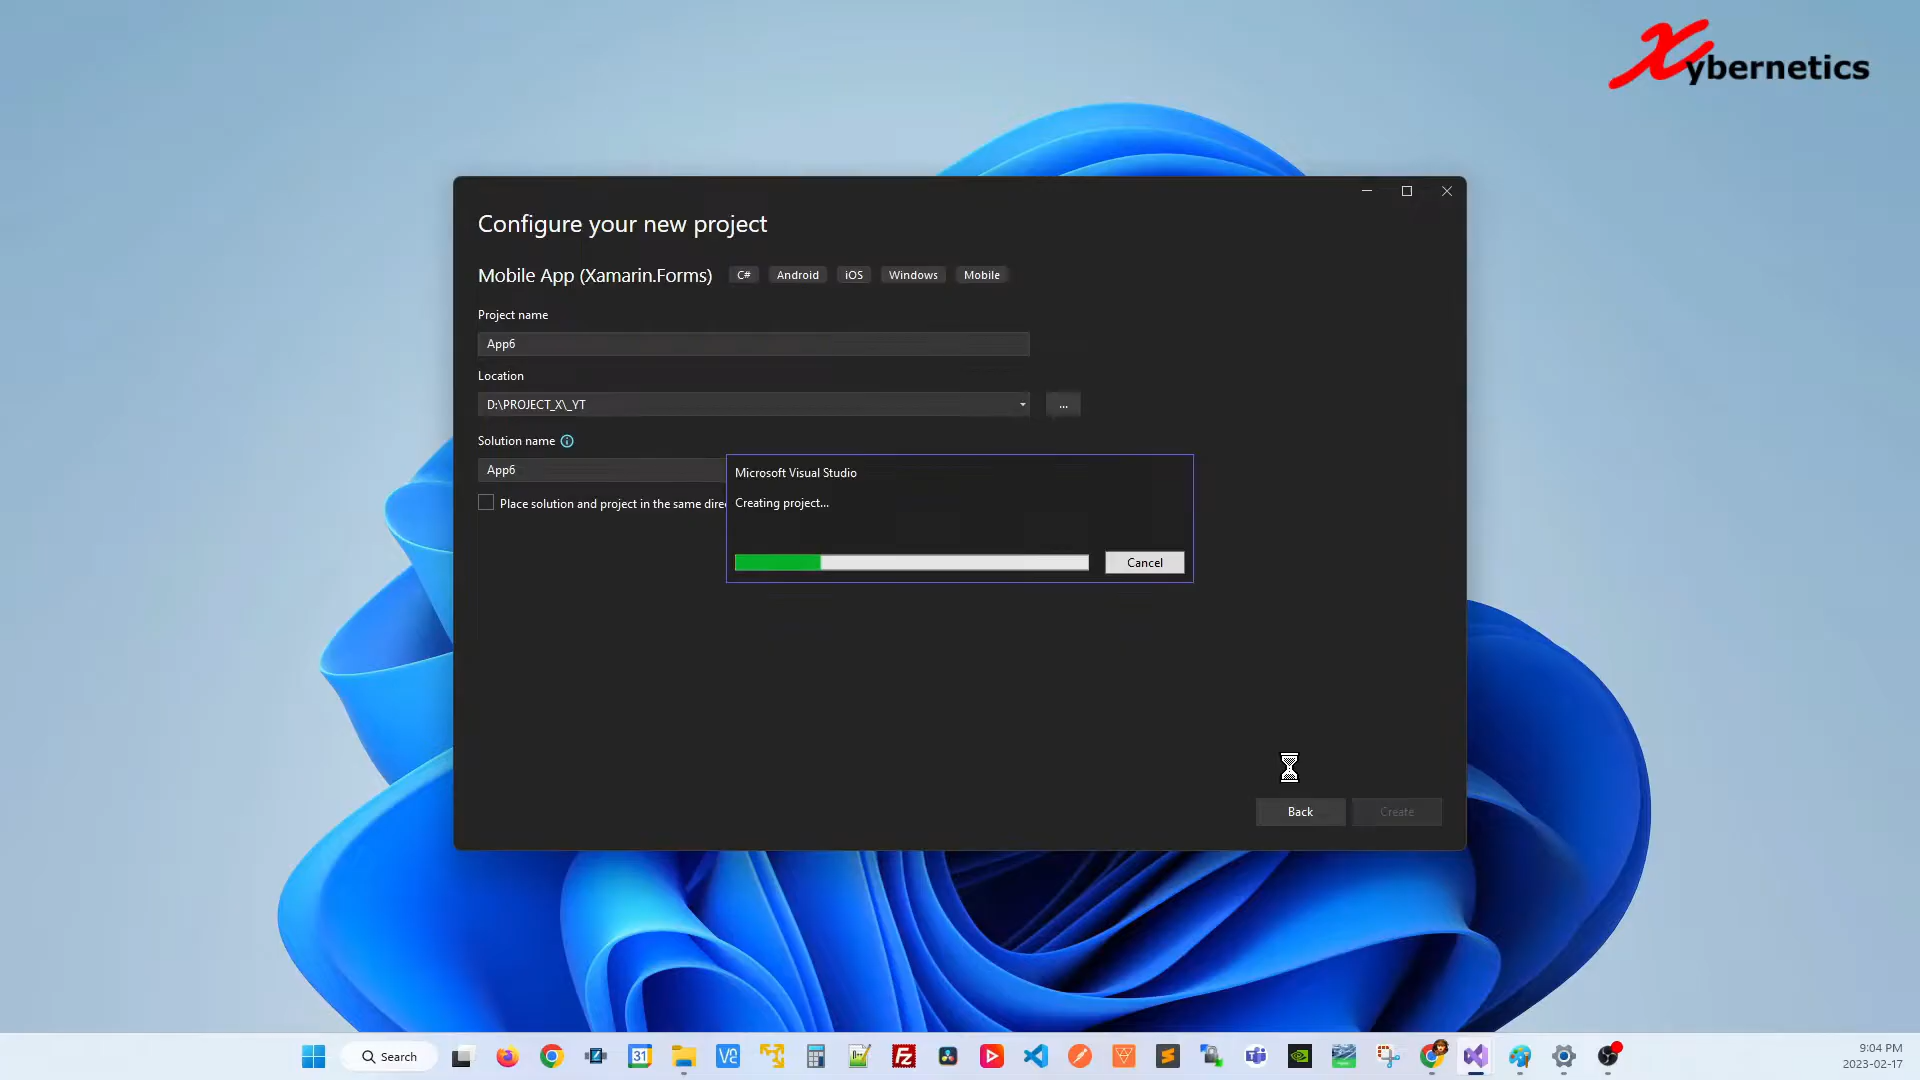 Xybernetics
Configure your new project
Mobile App (Xamarin.Forms) C# Android iOS Windows Mobile
Project name
App6
Location
D:\PROJECT_X\_YT
...
Solution name
App6
Place solution and project in the same dire
Microsoft Visual Studio
Creating project...
Cancel
Back Create
Search
31
9:04 PM
2023-02-17